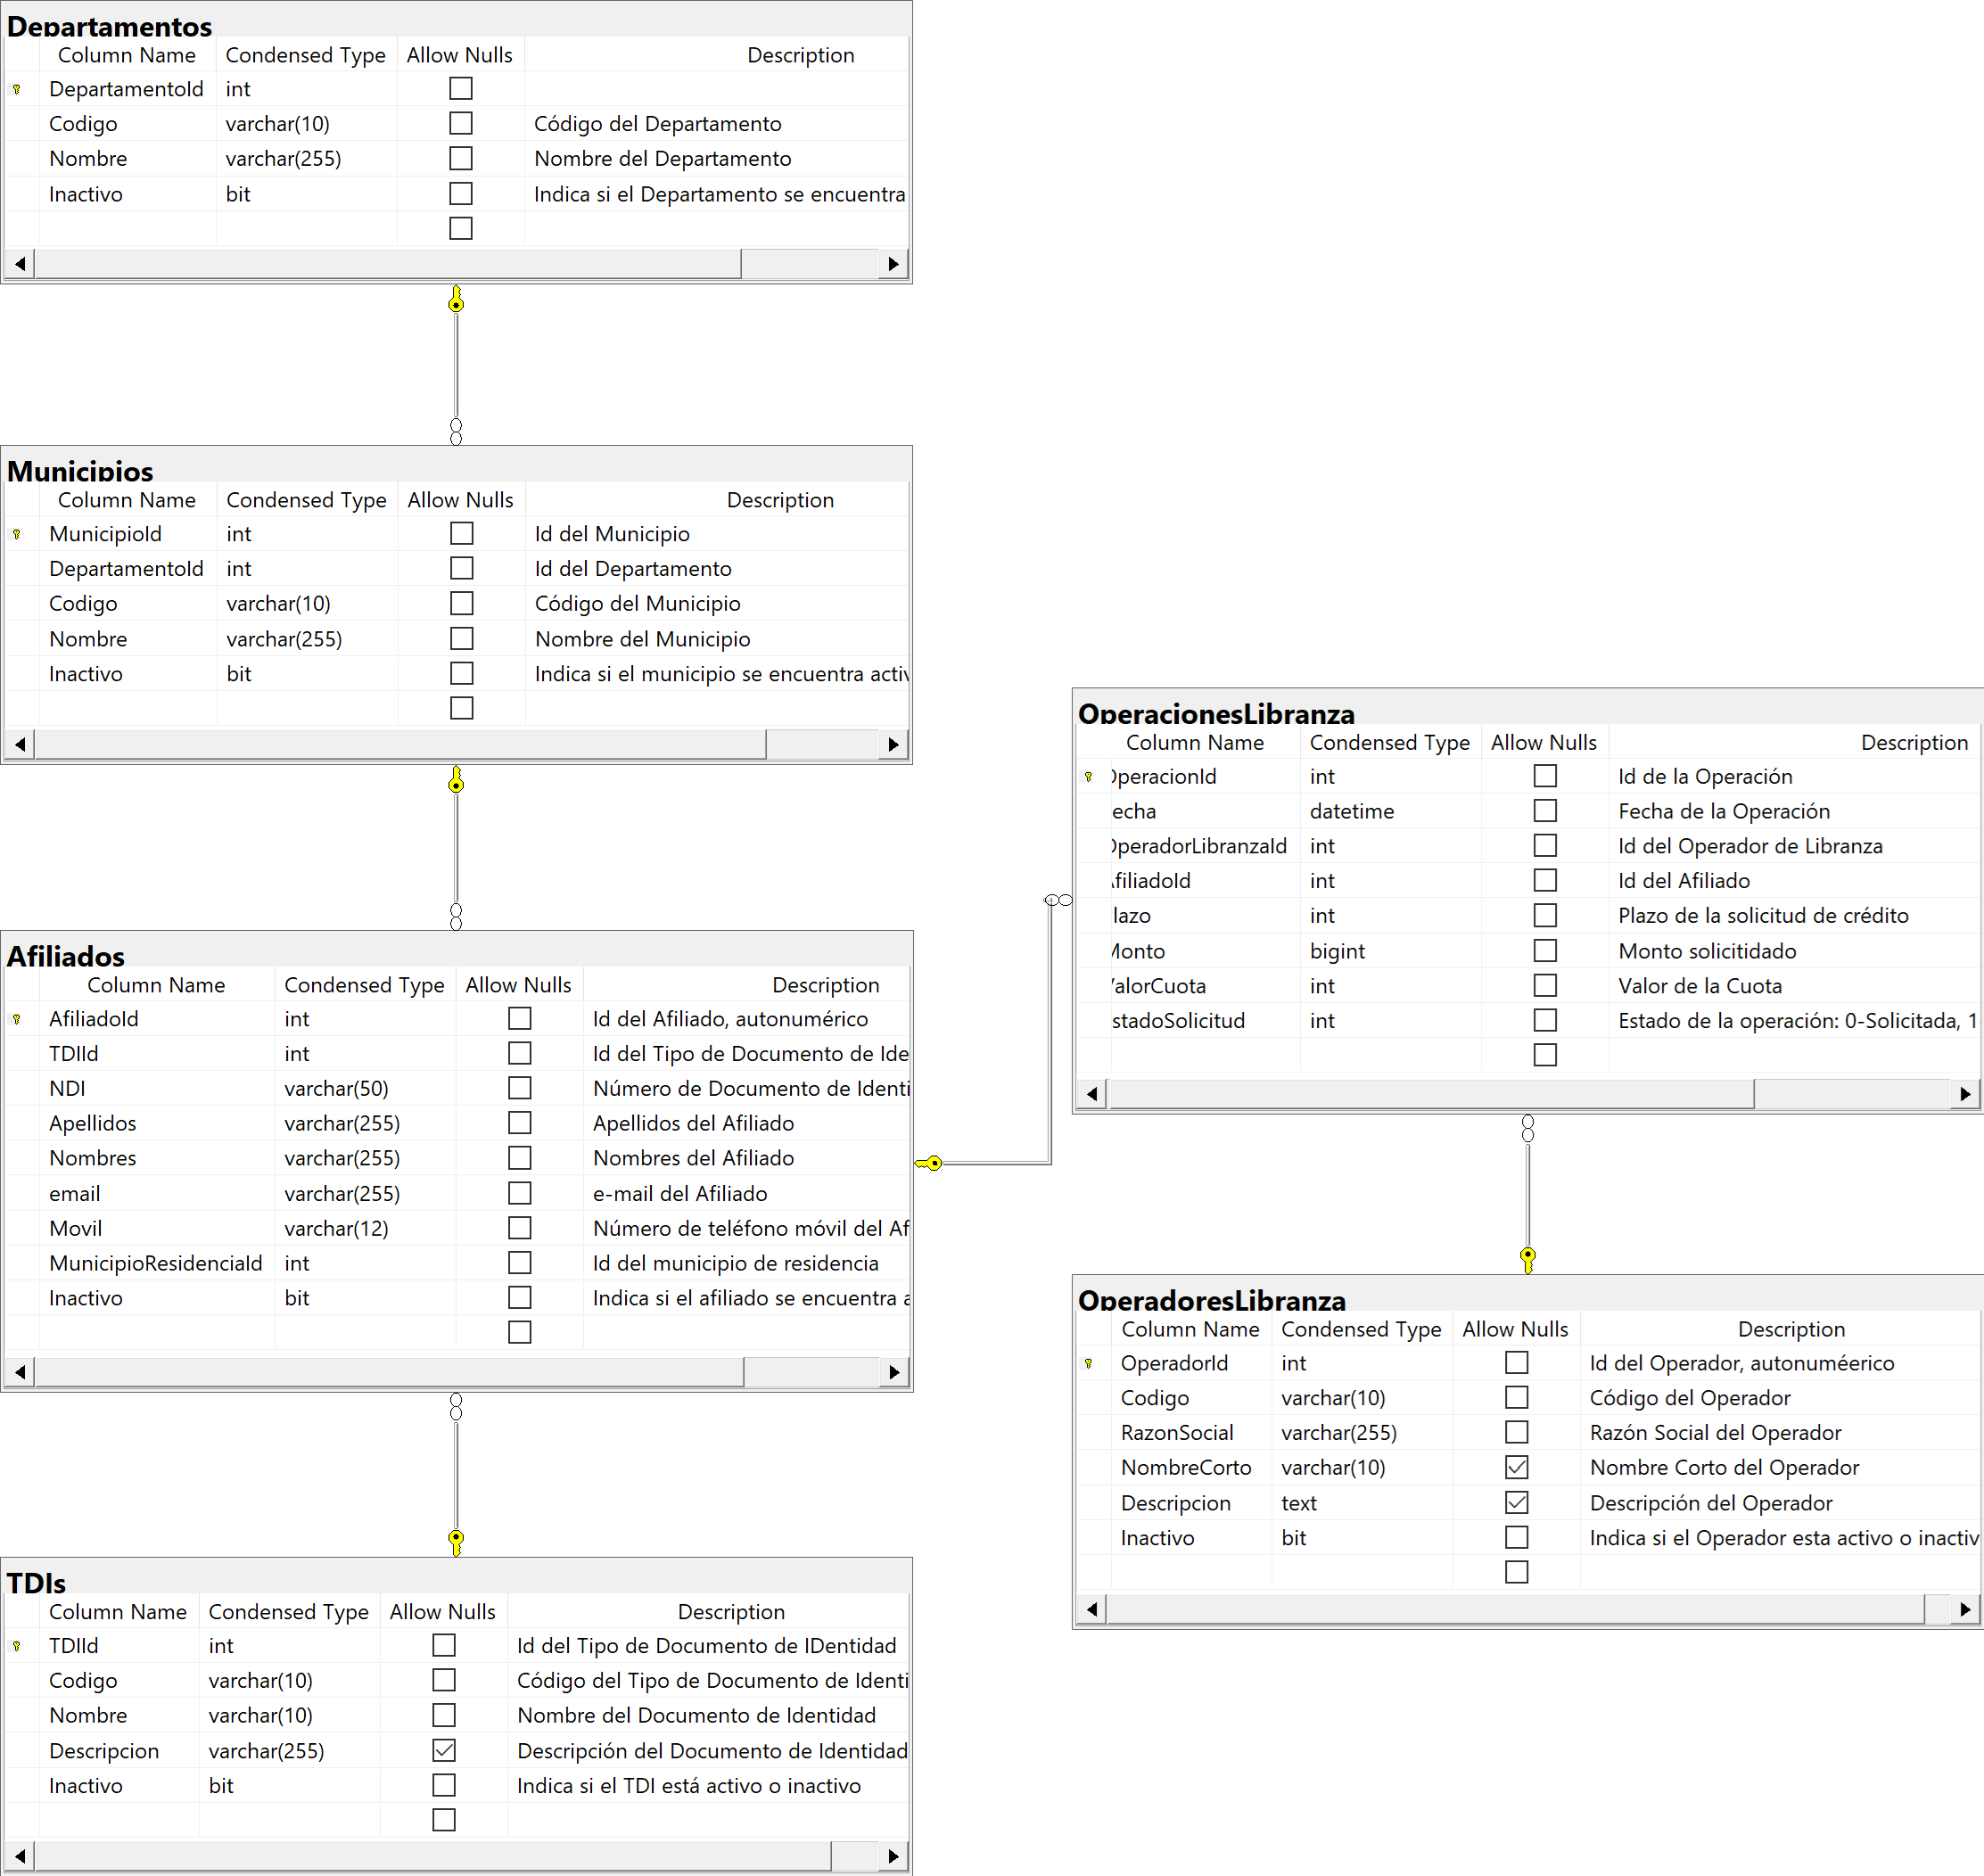 Departamentos
Column Name Condensed Type Allow Nulls Description
DepartamentoId int
Codigo varchar(10) Código del Departamento
Nombre varchar(255) Nombre del Departamento
Inactivo bit Indica si el Departamento se encuentra
Municipios
Column Name Condensed Type Allow Nulls Description
MunicipioId int Id del Municipio
DepartamentoId int Id del Departamento
Codigo varchar(10) Código del Municipio
Nombre varchar(255) Nombre del Municipio
Inactivo bit Indica si el municipio se encuentra activ
Afiliados
Column Name Condensed Type Allow Nulls Description
AfiliadoId int Id del Afiliado, autonumérico
TDIId int Id del Tipo de Documento de Ide
NDI varchar(50) Número de Documento de Identi
Apellidos varchar(255) Apellidos del Afiliado
Nombres varchar(255) Nombres del Afiliado
email varchar(255) e-mail del Afiliado
Movil varchar(12) Número de teléfono móvil del Af
MunicipioResidenciaId int Id del municipio de residencia
Inactivo bit Indica si el afiliado se encuentra a
TDIs
Column Name Condensed Type Allow Nulls Description
TDIId int Id del Tipo de Documento de IDentidad
Codigo varchar(10) Código del Tipo de Documento de Identi
Nombre varchar(10) Nombre del Documento de Identidad
Descripcion varchar(255) Descripción del Documento de Identidad
Inactivo bit Indica si el TDI está activo o inactivo
OperacionesLibranza
Column Name Condensed Type Allow Nulls Description
OperacionId int Id de la Operación
echa datetime Fecha de la Operación
OperadorLibranzaId int Id del Operador de Libranza
AfiliadoId int Id del Afiliado
lazo int Plazo de la solicitud de crédito
Monto bigint Monto solicitidado
ValorCuota int Valor de la Cuota
stadoSolicitud int Estado de la operación: 0-Solicitada, 1
OperadoresLibranza
Column Name Condensed Type Allow Nulls Description
OperadorId int Id del Operador, autonuméerico
Codigo varchar(10) Código del Operador
RazonSocial varchar(255) Razón Social del Operador
NombreCorto varchar(10) Nombre Corto del Operador
Descripcion text Descripción del Operador
Inactivo bit Indica si el Operador esta activo o inactiv